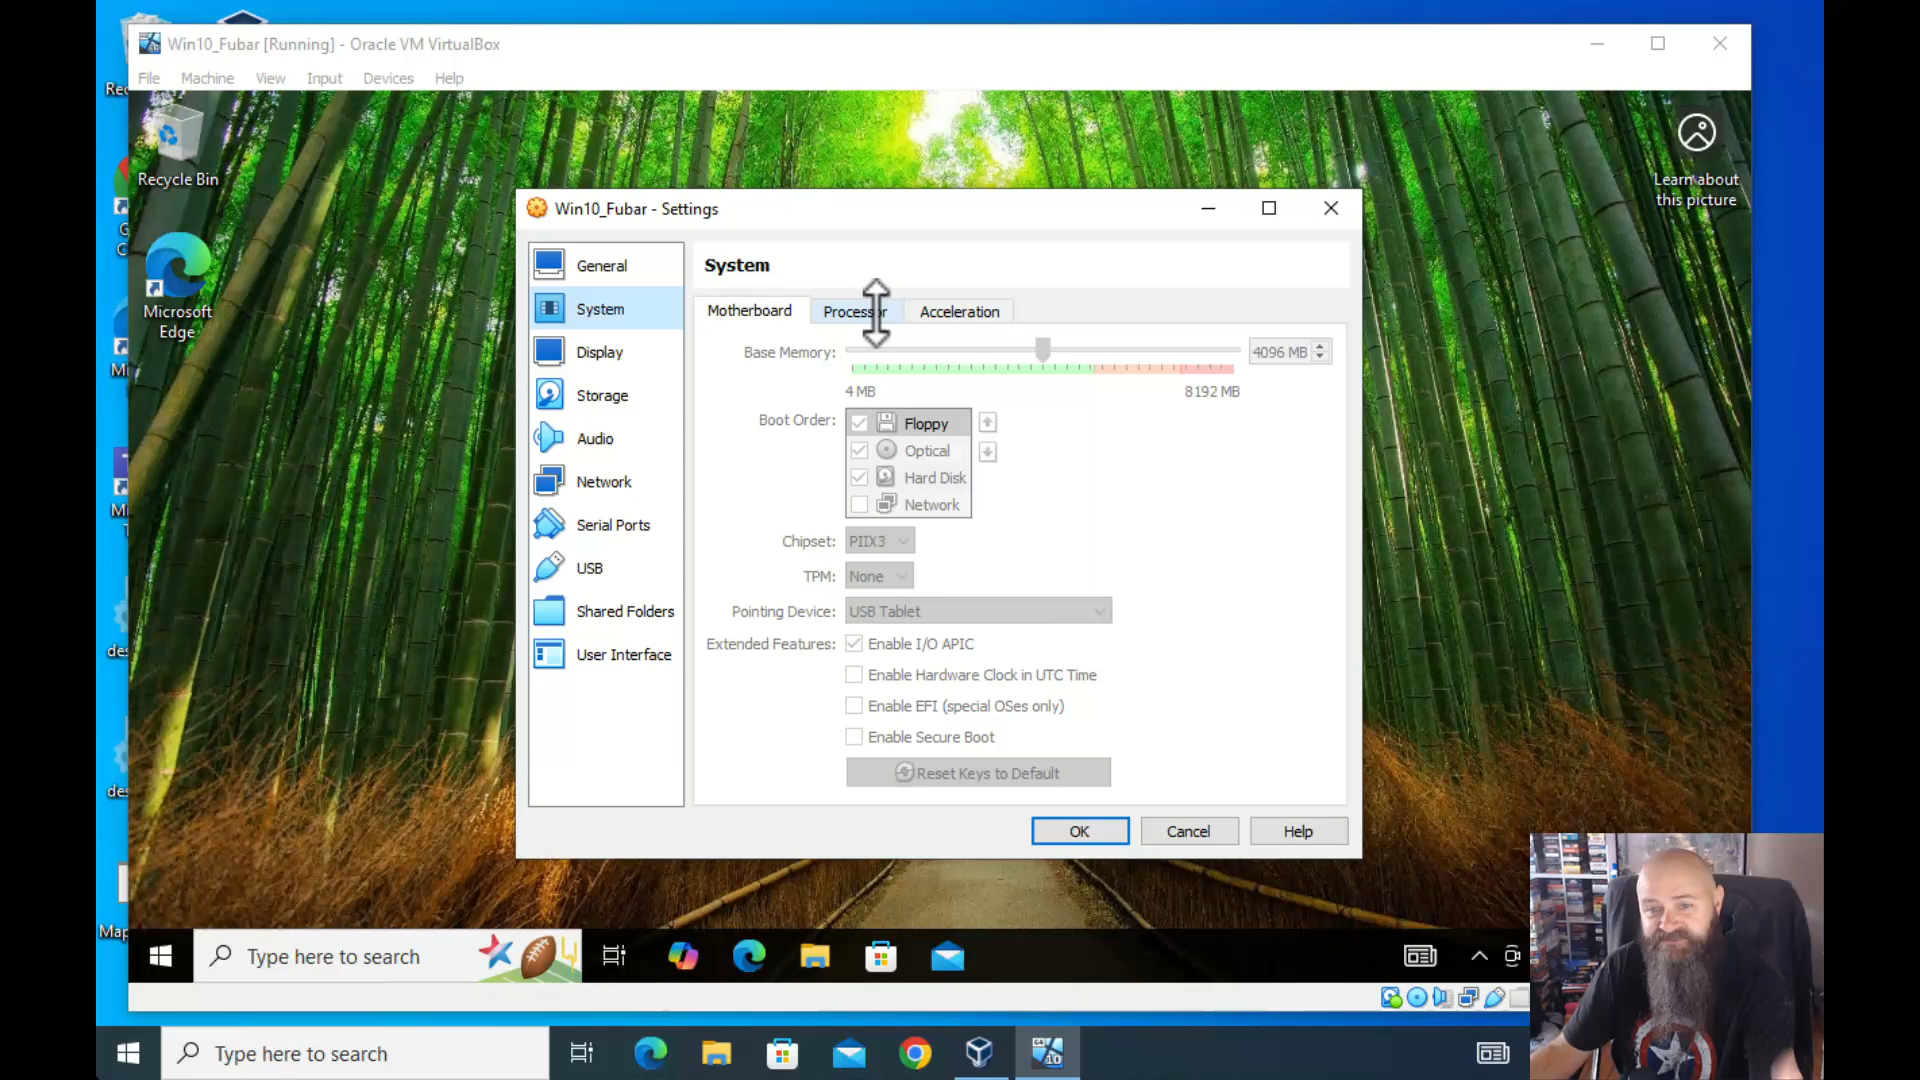 Win10_Fubar [Running] - Oracle VM VirtualBox
File Machine View Input Devices Help
Recycle Bin
Microsoft
Edge
Learn about
this picture
Win10_Fubar - Settings
General
System
Display
Storage
Audio
Network
Serial Ports
USB
Shared Folders
User Interface
System
Motherboard Processor Acceleration
Base Memory: 4096 MB
4 MB 8192 MB
Boot Order: Floppy
Optical
Hard Disk
Network
Chipset: PIIX3
TPM: None
Pointing Device: USB Tablet
Extended Features: Enable I/O APIC
Enable Hardware Clock in UTC Time
Enable EFI (special OSes only)
Enable Secure Boot
Reset Keys to Default
OK Cancel Help
Type here to search
Type here to search